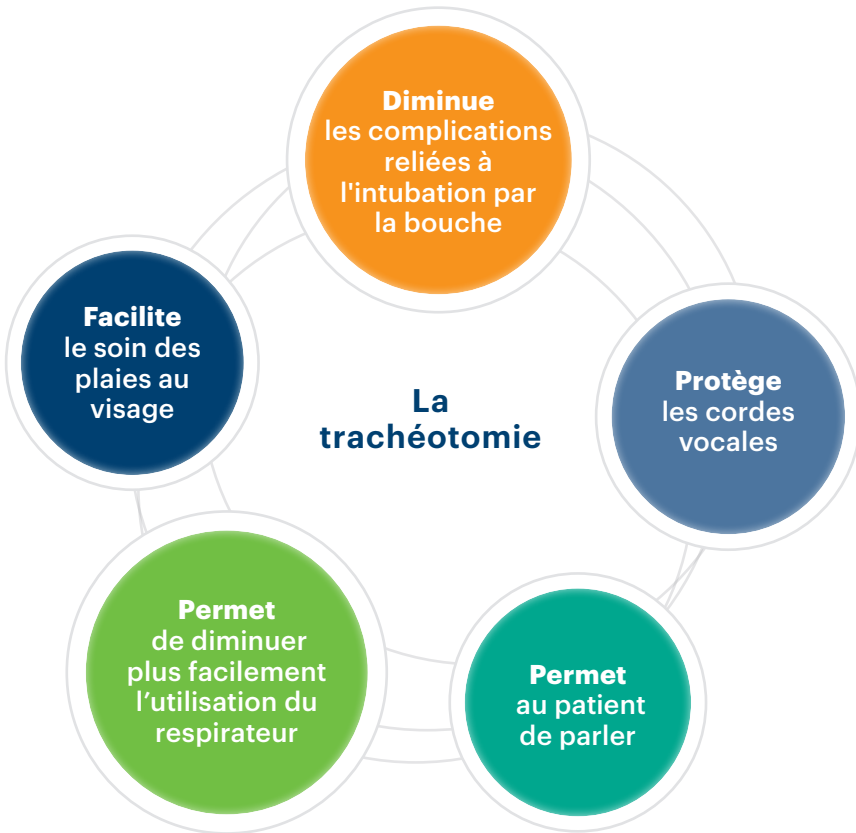 Diminue
les complications
reliées à
l'intubation par
la bouche
Facilite
le soin des
plaies au
visage
La
trachéotomie
Protège
les cordes
vocales
Permet
de diminuer
plus facilement
l’utilisation du
respirateur
Permet
au patient
de parler